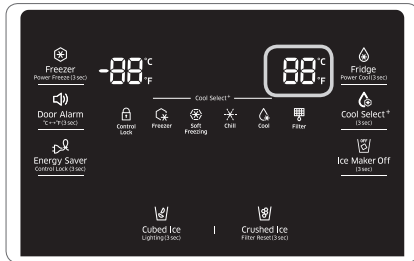 -88 °C °F
88 °C °F
Freezer
Power Freeze (3 sec)
Door Alarm
°C↔°F (3 sec)
Energy Saver
Control Lock (3 sec)
Cool Select+
Control Lock
Freezer
Soft Freezing
Chill
Cool
Filter
Fridge
Power Cool (3 sec)
Cool Select+
(3 sec)
OFF
Ice Maker Off
(3 sec)
Cubed Ice
Lighting (3 sec)
Crushed Ice
Filter Reset (3 sec)